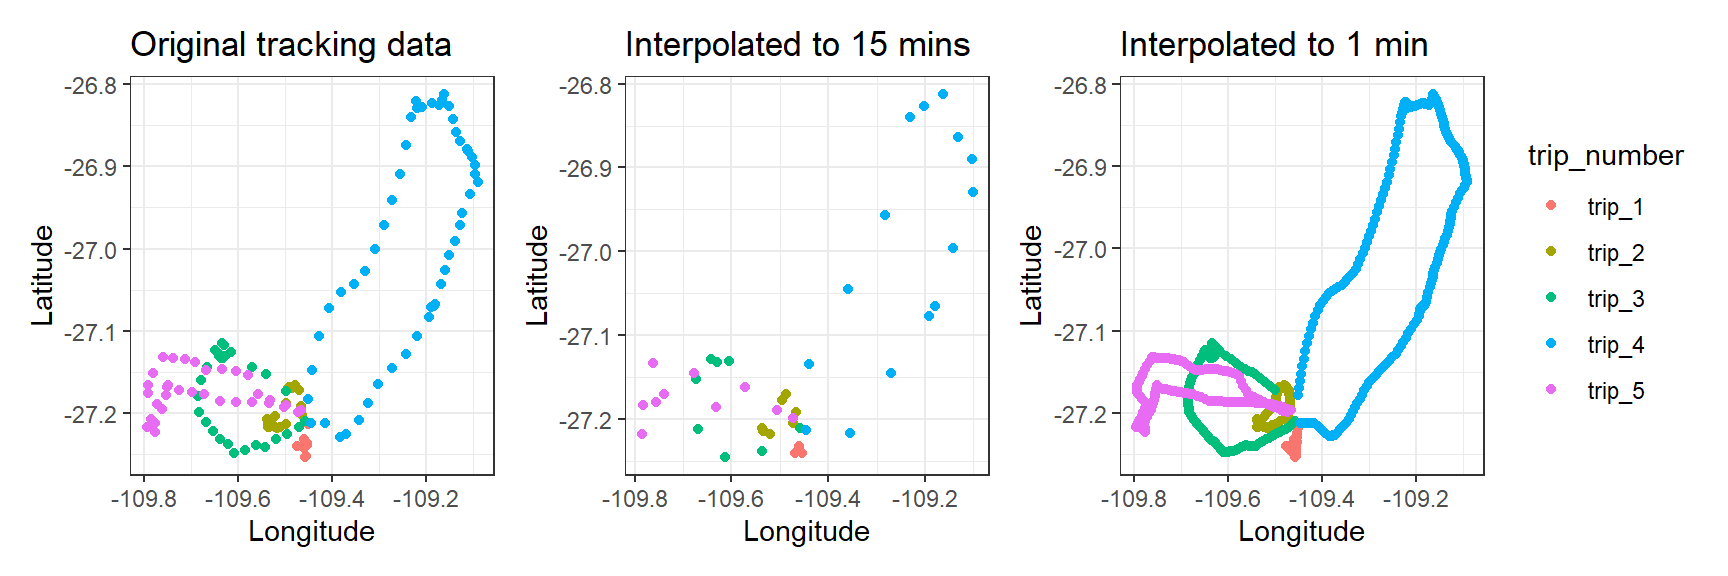 Original tracking data
Interpolated to 15 mins
Interpolated to 1 min
-26.8
-26.9
-27.0
-27.1
-27.2
Latitude
-109.8
-109.6
-109.4
-109.2
Longitude
-26.8
-26.9
-27.0
-27.1
-27.2
Latitude
-109.8
-109.6
-109.4
-109.2
Longitude
-26.8
-26.9
-27.0
-27.1
-27.2
Latitude
-109.8
-109.6
-109.4
-109.2
Longitude
trip_number
trip_1
trip_2
trip_3
trip_4
trip_5